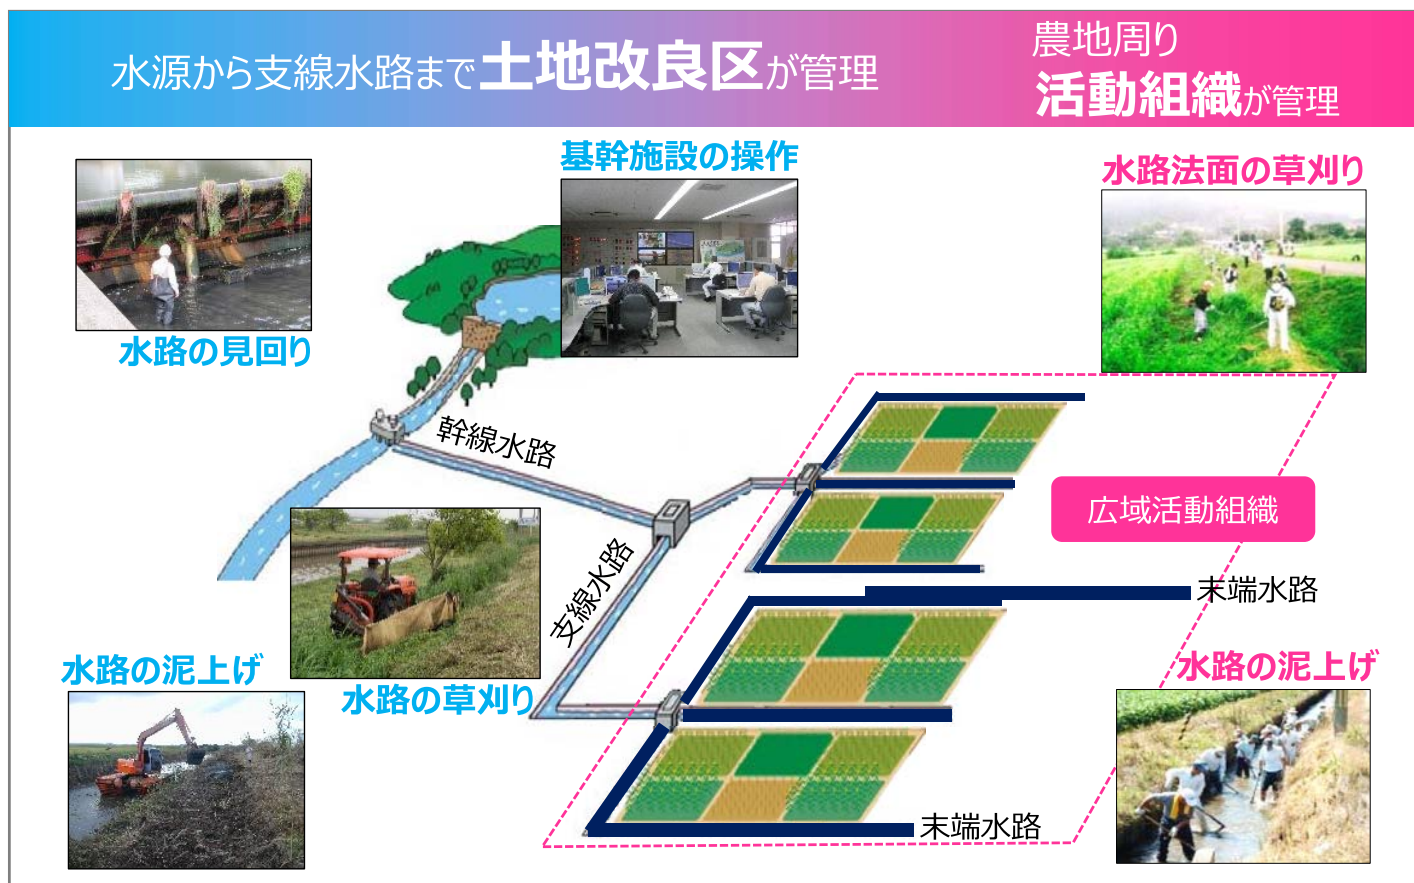 水源から支線水路まで土地改良区が管理
農地周り
活動組織が管理
基幹施設の操作
水路法面の草刈り
水路の見回り
幹線水路
広域活動組織
支線水路
末端水路
水路の泥上げ
水路の草刈り
水路の泥上げ
末端水路